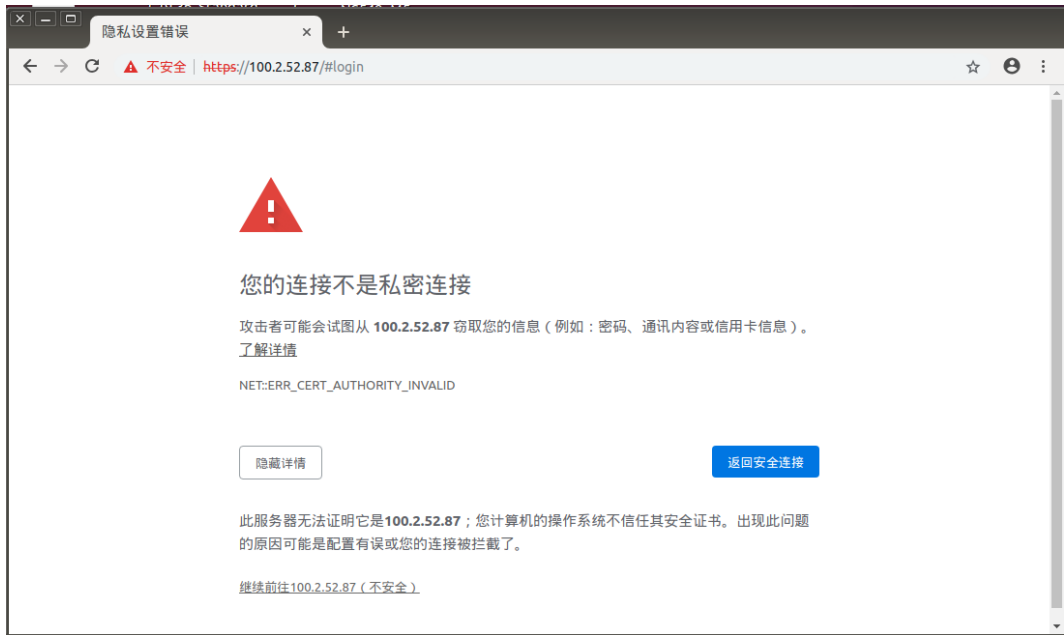 隐私设置错误
不安全 | https://100.2.52.87/#login
您的连接不是私密连接
攻击者可能会试图从 100.2.52.87 窃取您的信息（例如：密码、通讯内容或信用卡信息）。
了解详情
NET::ERR_CERT_AUTHORITY_INVALID
隐藏详情
返回安全连接
此服务器无法证明它是100.2.52.87；您计算机的操作系统不信任其安全证书。出现此问题
的原因可能是配置有误或您的连接被拦截了。
继续前往100.2.52.87（不安全）